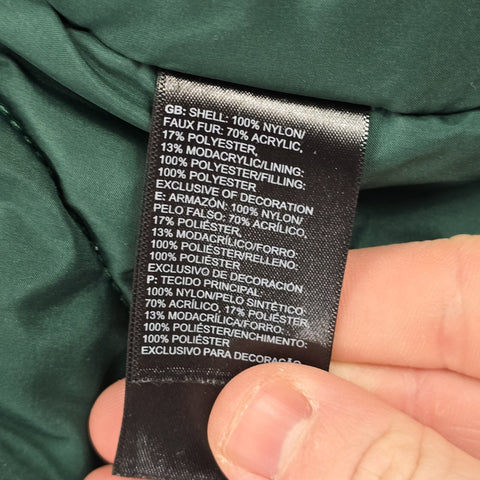 GB: SHELL: 100% NYLON/
FAUX FUR: 70% ACRYLIC,
17% POLYESTER,
13% MODACRYLIC/LINING:
100% POLYESTER/FILLING:
100% POLYESTER
EXCLUSIVE OF DECORATION
E: ARMAZÓN: 100% NYLON/
PELO FALSO: 70% ACRÍLICO,
17% POLIÉSTER,
13% MODACRÍLICO/FORRO:
100% POLIÉSTER/RELLENO:
100% POLIÉSTER
EXCLUSIVO DE DECORACIÓN
P: TECIDO PRINCIPAL:
100% NYLON/PELO SINTÉTICO:
70% ACRÍLICO, 17% POLIÉSTER
13% MODACRÍLICO/FORRO:
100% POLIÉSTER/ENCHIMENTO:
100% POLIÉSTER
EXCLUSIVO PARA DECORAÇÃO